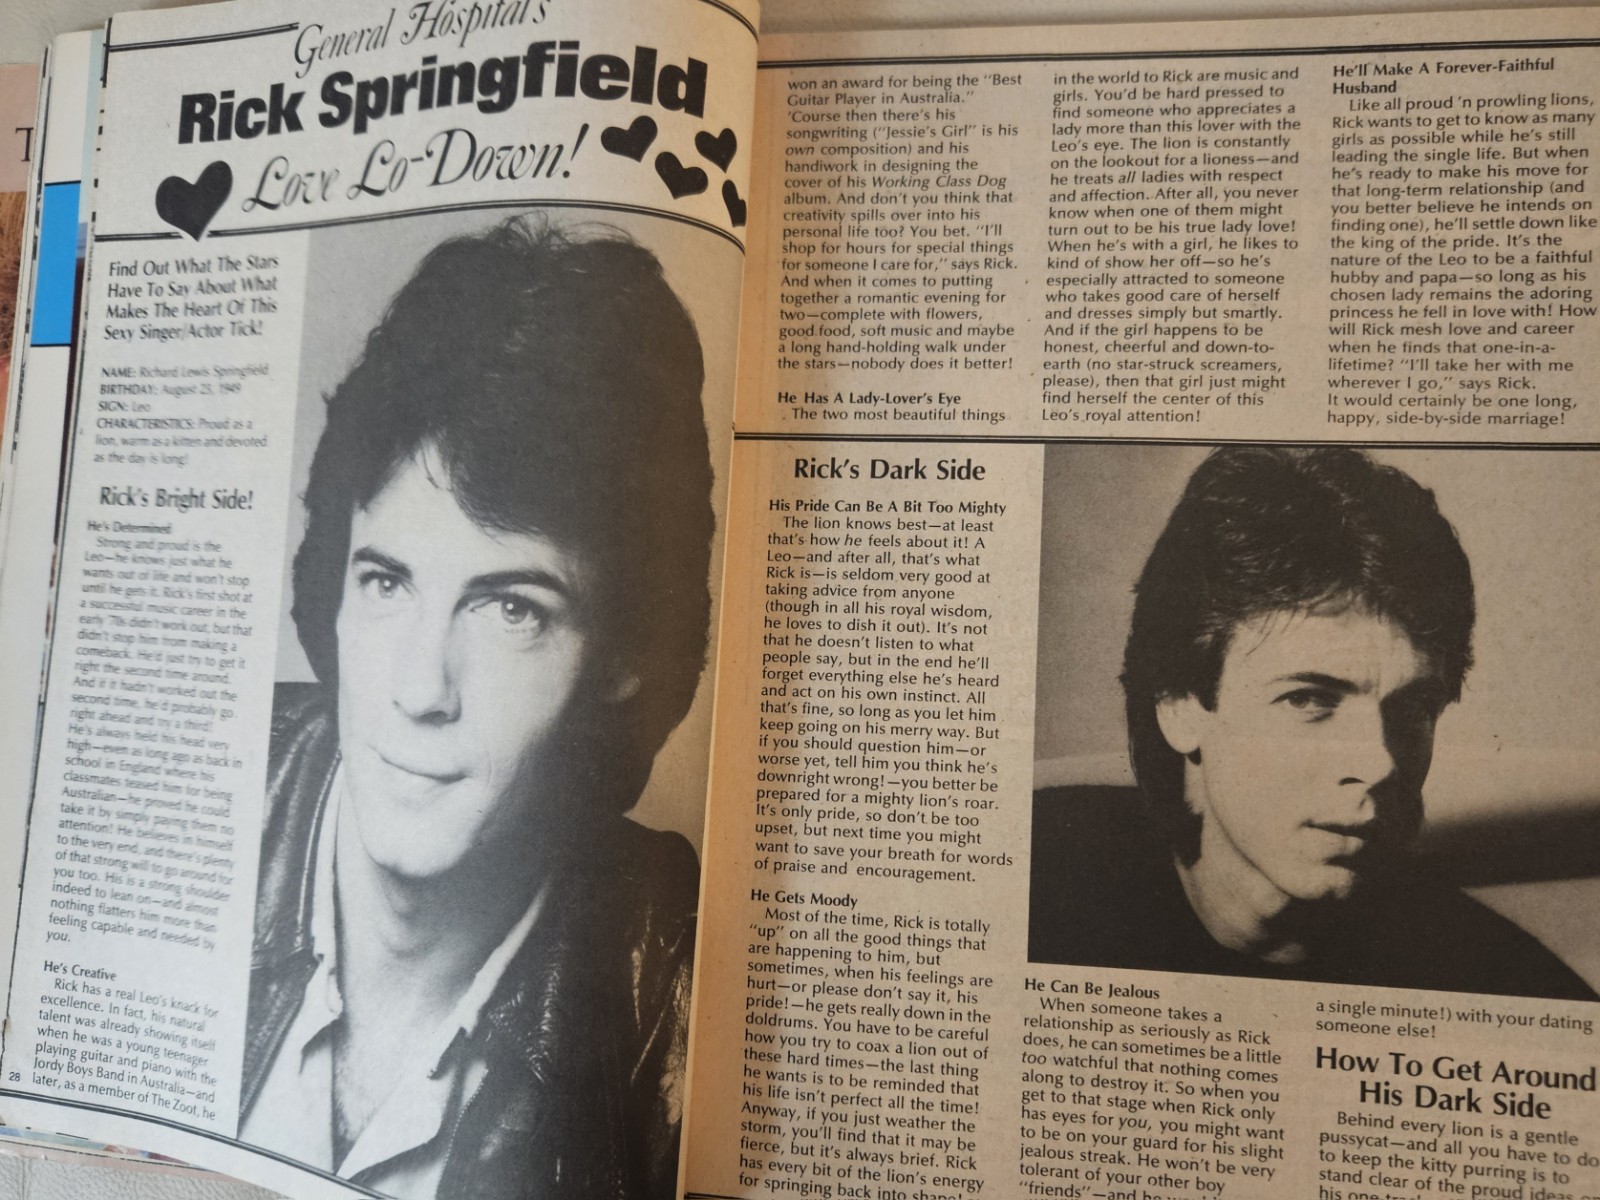 General Hospital's
Rick Springfield
Love Lo-Down!
Find Out What The Stars
Have To Say About What
Makes The Heart Of This
Sexy Singer/Actor Tick!
NAME: Richard Lewis Springfield
BIRTHDAY: August 23, 1949
SIGN: Leo
CHARACTERISTICS: Proud as a
lion, warm as a kitten and devoted
as the day is long!
Rick's Bright Side!
He's Determined
Strong and proud is the
Leo—he knows just what he
wants out of life and won't stop
until he gets it. Rick's first shot at
a successful music career in the
early '70s didn't work out, but that
didn't stop him from making a
comeback. He'd just try to get it
right the second time around.
And if it hadn't worked out the
second time, he'd probably go
right ahead and try a third!
He's always held his head very
high—even as long ago as back in
school in England where his
classmates teased him for being
Australian—he proved he could
take it by simply paying them no
attention! He believes in himself
to the very end, and there's plenty
of that strong will to go around for
you too. His is a strong shoulder
indeed to lean on—and almost
nothing flatters him more than
feeling capable and needed by
you.
He's Creative
Rick has a real Leo's knack for
excellence. In fact, his natural
talent was already showing itself
when he was a young teenager
playing guitar and piano with the
Jordy Boys Band in Australia—and
later, as a member of The Zoot, he
28
won an award for being the "Best
Guitar Player in Australia."
'Course then there's his
songwriting ("Jessie's Girl" is his
own composition) and his
handiwork in designing the
cover of his Working Class Dog
album. And don't you think that
creativity spills over into his
personal life too? You bet. "I'll
shop for hours for special things
for someone I care for," says Rick.
And when it comes to putting
together a romantic evening for
two—complete with flowers,
good food, soft music and maybe
a long hand-holding walk under
the stars—nobody does it better!
He Has A Lady-Lover's Eye
The two most beautiful things
in the world to Rick are music and
girls. You'd be hard pressed to
find someone who appreciates a
lady more than this lover with the
Leo's eye. The lion is constantly
on the lookout for a lioness—and
he treats all ladies with respect
and affection. After all, you never
know when one of them might
turn out to be his true lady love!
When he's with a girl, he likes to
kind of show her off—so he's
especially attracted to someone
who takes good care of herself
and dresses simply but smartly.
And if the girl happens to be
honest, cheerful and down-to-
earth (no star-struck screamers,
please), then that girl just might
find herself the center of this
Leo's royal attention!
He'll Make A Forever-Faithful
Husband
Like all proud 'n prowling lions,
Rick wants to get to know as many
girls as possible while he's still
leading the single life. But when
he's ready to make his move for
that long-term relationship (and
you better believe he intends on
finding one), he'll settle down like
the king of the pride. It's the
nature of the Leo to be a faithful
hubby and papa—so long as his
chosen lady remains the adoring
princess he fell in love with! How
will Rick mesh love and career
when he finds that one-in-a-
lifetime? "I'll take her with me
wherever I go," says Rick.
It would certainly be one long,
happy, side-by-side marriage!
Rick's Dark Side
His Pride Can Be A Bit Too Mighty
The lion knows best—at least
that's how he feels about it! A
Leo—and after all, that's what
Rick is—is seldom very good at
taking advice from anyone
(though in all his royal wisdom,
he loves to dish it out). It's not
that he doesn't listen to what
people say, but in the end he'll
forget everything else he's heard
and act on his own instinct. All
that's fine, so long as you let him
keep going on his merry way. But
if you should question him—or
worse yet, tell him you think he's
downright wrong!—you better be
prepared for a mighty lion's roar.
It's only pride, so don't be too
upset, but next time you might
want to save your breath for words
of praise and encouragement.
He Gets Moody
Most of the time, Rick is totally
"up" on all the good things that
are happening to him, but
sometimes, when his feelings are
hurt—or please don't say it, his
pride!—he gets really down in the
doldrums. You have to be careful
how you try to coax a lion out of
these hard times—the last thing
he wants is to be reminded that
his life isn't perfect all the time!
Anyway, if you just weather the
storm, you'll find that it may be
fierce, but it's always brief. Rick
has every bit of the lion's energy
for springing back into shape!
He Can Be Jealous
When someone takes a
relationship as seriously as Rick
does, he can sometimes be a little
too watchful that nothing comes
along to destroy it. So when you
get to that stage when Rick only
has eyes for you, you might want
to be on your guard for his slight
jealous streak. He won't be very
tolerant of your other boy
"friends"—and he
a single minute!) with your dating
someone else!
How To Get Around
His Dark Side
Behind every lion is a gentle
pussycat—and all you have to do
to keep the kitty purring is to
stand clear of the proud ideas
his